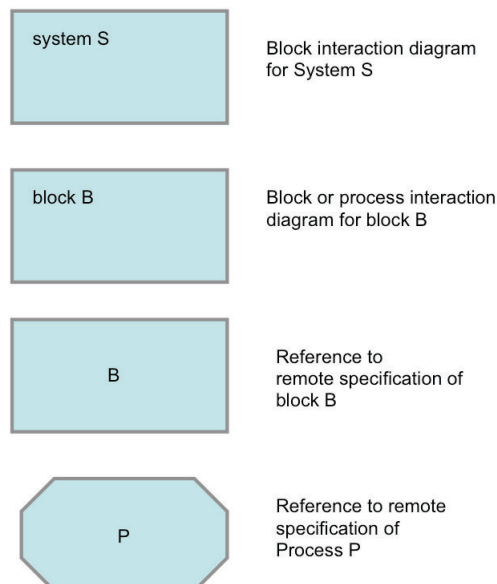 system S
Block interaction diagram
for System S
block B
Block or process interaction
diagram for block B
B
Reference to
remote specification of
block B
P
Reference to remote
specification of
Process P